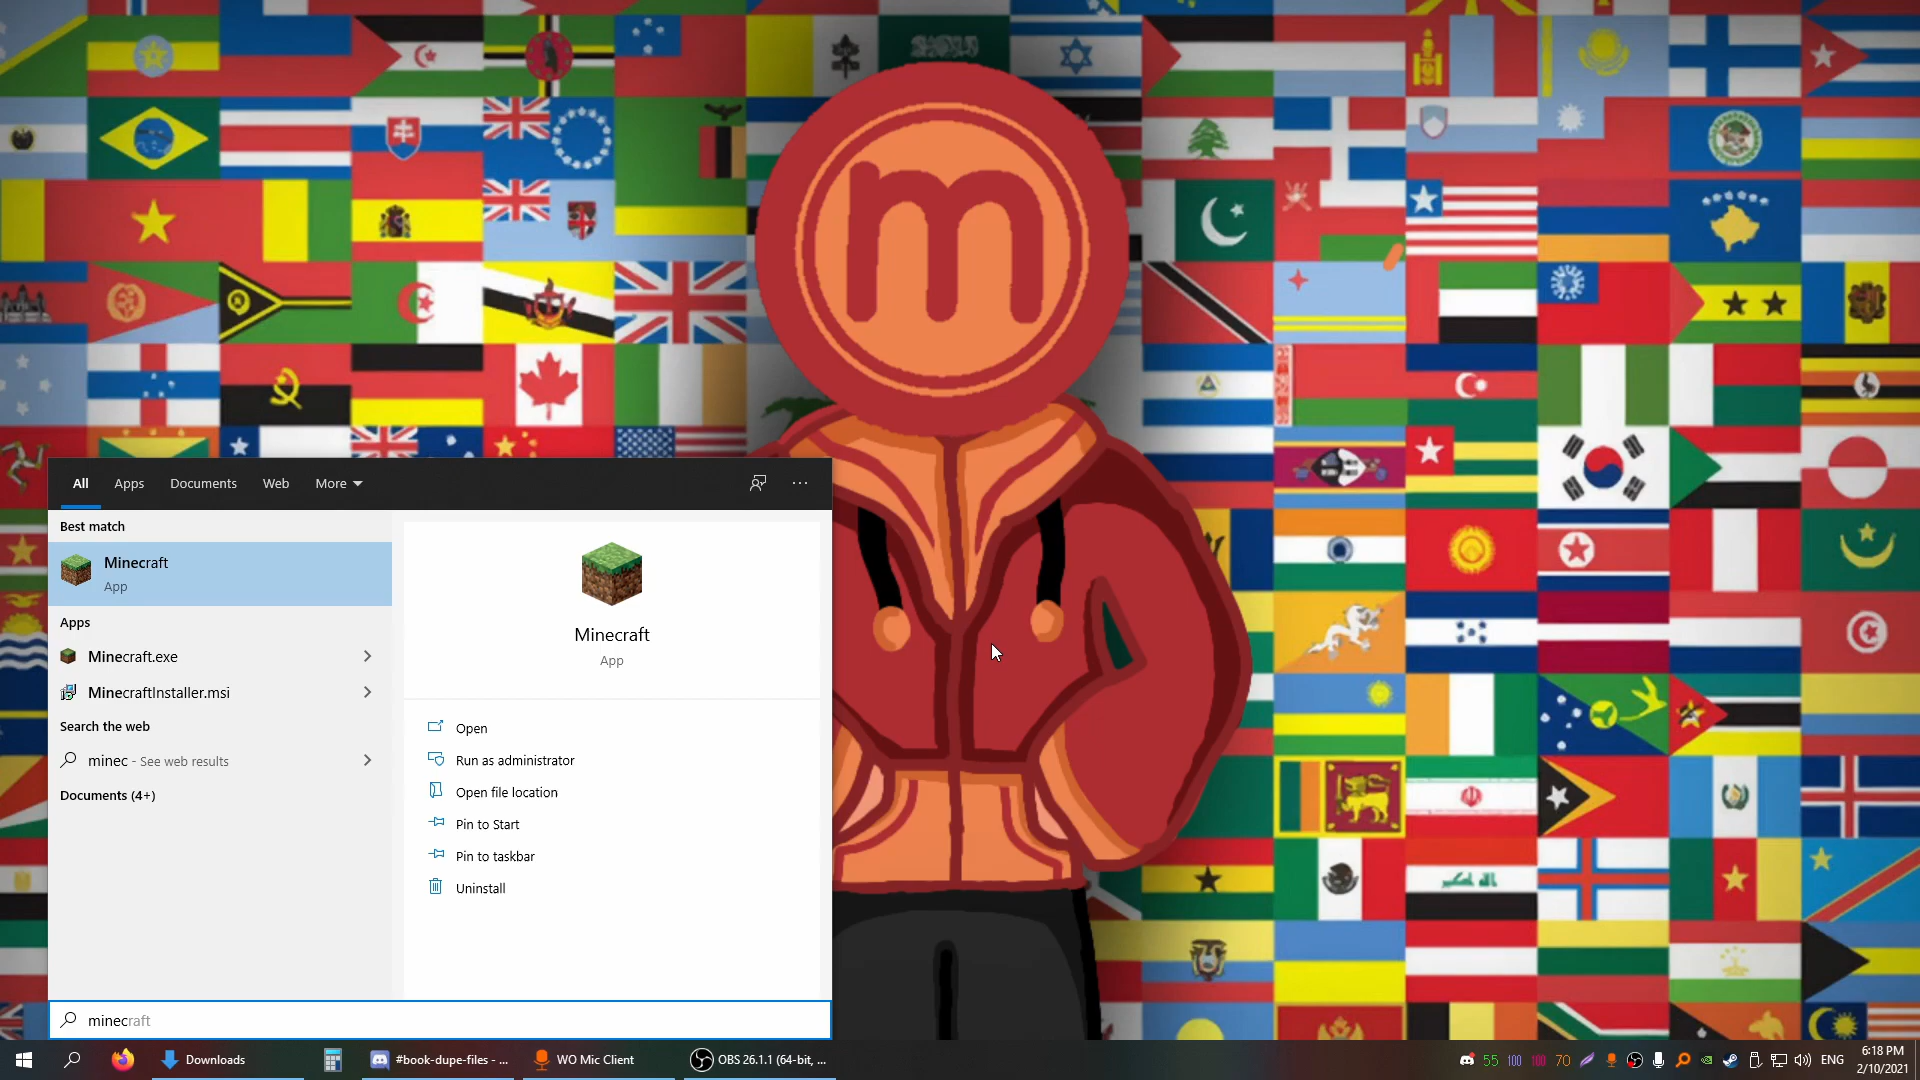 m
All Apps Documents Web More
Best match
Minecraft
App
Apps
Minecraft.exe
MinecraftInstaller.msi
Search the web
minec - See web results
Documents (4+)
Minecraft
App
Open
Run as administrator
Open file location
Pin to Start
Pin to taskbar
Uninstall
minecraft
Downloads #book-dupe-files - ... WO Mic Client OBS 26.1.1 (64-bit, ... 55 100 100 70 ENG 6:18 PM
2/10/2021